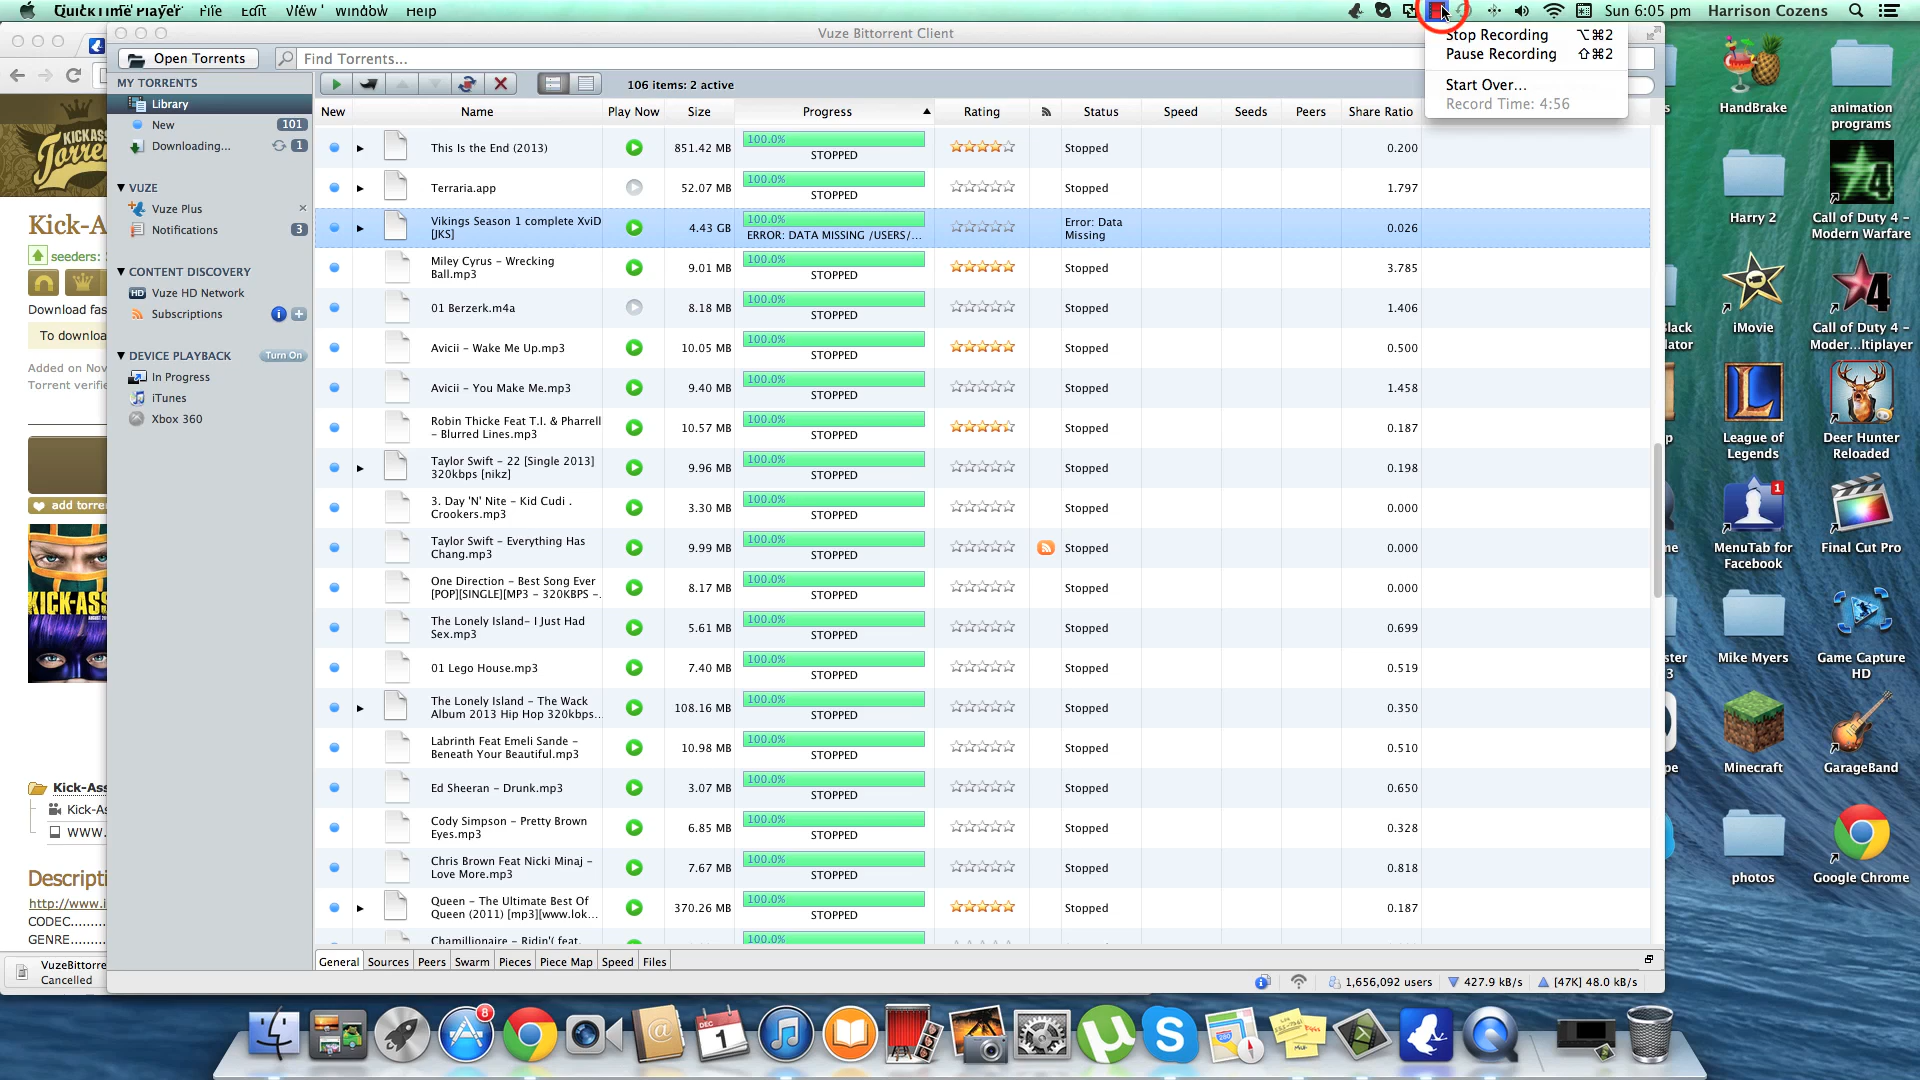 QuickTime Player File Edit View Window Help
Sun 6:05 pm Harrison Cozens
Stop Recording ⌥⌘2
Pause Recording ⇧⌘2
Start Over...
Record Time: 4:56
Vuze Bittorrent Client
Open Torrents
Find Torrents...
106 items: 2 active
MY TORRENTS
Library
New 101
Downloading... 1
VUZE
Vuze Plus
Notifications 3
CONTENT DISCOVERY
Vuze HD Network
Subscriptions
DEVICE PLAYBACK Turn On
In Progress
iTunes
Xbox 360
New Name Play Now Size Progress Rating Status Speed Seeds Peers Share Ratio
This Is the End (2013) 851.42 MB 100.0% STOPPED Stopped 0.200
Terraria.app 52.07 MB 100.0% STOPPED Stopped 1.797
Vikings Season 1 complete XviD [JKS] 4.43 GB 100.0% ERROR: DATA MISSING /USERS/... Error: Data Missing 0.026
Miley Cyrus - Wrecking Ball.mp3 9.01 MB 100.0% STOPPED Stopped 3.785
01 Berzerk.m4a 8.18 MB 100.0% STOPPED Stopped 1.406
Avicii - Wake Me Up.mp3 10.05 MB 100.0% STOPPED Stopped 0.500
Avicii - You Make Me.mp3 9.40 MB 100.0% STOPPED Stopped 1.458
Robin Thicke Feat T.I. & Pharrell - Blurred Lines.mp3 10.57 MB 100.0% STOPPED Stopped 0.187
Taylor Swift - 22 [Single 2013] 320kbps [nikz] 9.96 MB 100.0% STOPPED Stopped 0.198
3. Day 'N' Nite - Kid Cudi . Crookers.mp3 3.30 MB 100.0% STOPPED Stopped 0.000
Taylor Swift - Everything Has Chang.mp3 9.99 MB 100.0% STOPPED Stopped 0.000
One Direction - Best Song Ever [POP][SINGLE][MP3 - 320KBPS -. 8.17 MB 100.0% STOPPED Stopped 0.000
The Lonely Island- I Just Had Sex.mp3 5.61 MB 100.0% STOPPED Stopped 0.699
01 Lego House.mp3 7.40 MB 100.0% STOPPED Stopped 0.519
The Lonely Island - The Wack Album 2013 Hip Hop 320kbps... 108.16 MB 100.0% STOPPED Stopped 0.350
Labrinth Feat Emeli Sande - Beneath Your Beautiful.mp3 10.98 MB 100.0% STOPPED Stopped 0.510
Ed Sheeran - Drunk.mp3 3.07 MB 100.0% STOPPED Stopped 0.650
Cody Simpson - Pretty Brown Eyes.mp3 6.85 MB 100.0% STOPPED Stopped 0.328
Chris Brown Feat Nicki Minaj - Love More.mp3 7.67 MB 100.0% STOPPED Stopped 0.818
Queen - The Ultimate Best Of Queen (2011) [mp3][www.lok... 370.26 MB 100.0% STOPPED Stopped 0.187
Chamillionaire - Ridin'( feat. 100.0%
General Sources Peers Swarm Pieces Piece Map Speed Files
1,656,092 users 427.9 kB/s [47K] 48.0 kB/s
KICKASS
Torre
Kick-A
seeders:
Download fas
To downloa
Added on Nov
Torrent verifie
add torre
KICK-ASS
Kick-Ass
Kick-As
WWW.
Descripti
http://www.i
CODEC........
GENRE.......
VuzeBittorre
Cancelled
HandBrake
animation programs
Harry 2
Call of Duty 4 - Modern Warfare
iMovie
Call of Duty 4 - Moder...ltiplayer
League of Legends
Deer Hunter Reloaded
1
MenuTab for Facebook
Final Cut Pro
Mike Myers
Game Capture HD
Minecraft
GarageBand
photos
Google Chrome
8
DEC
1